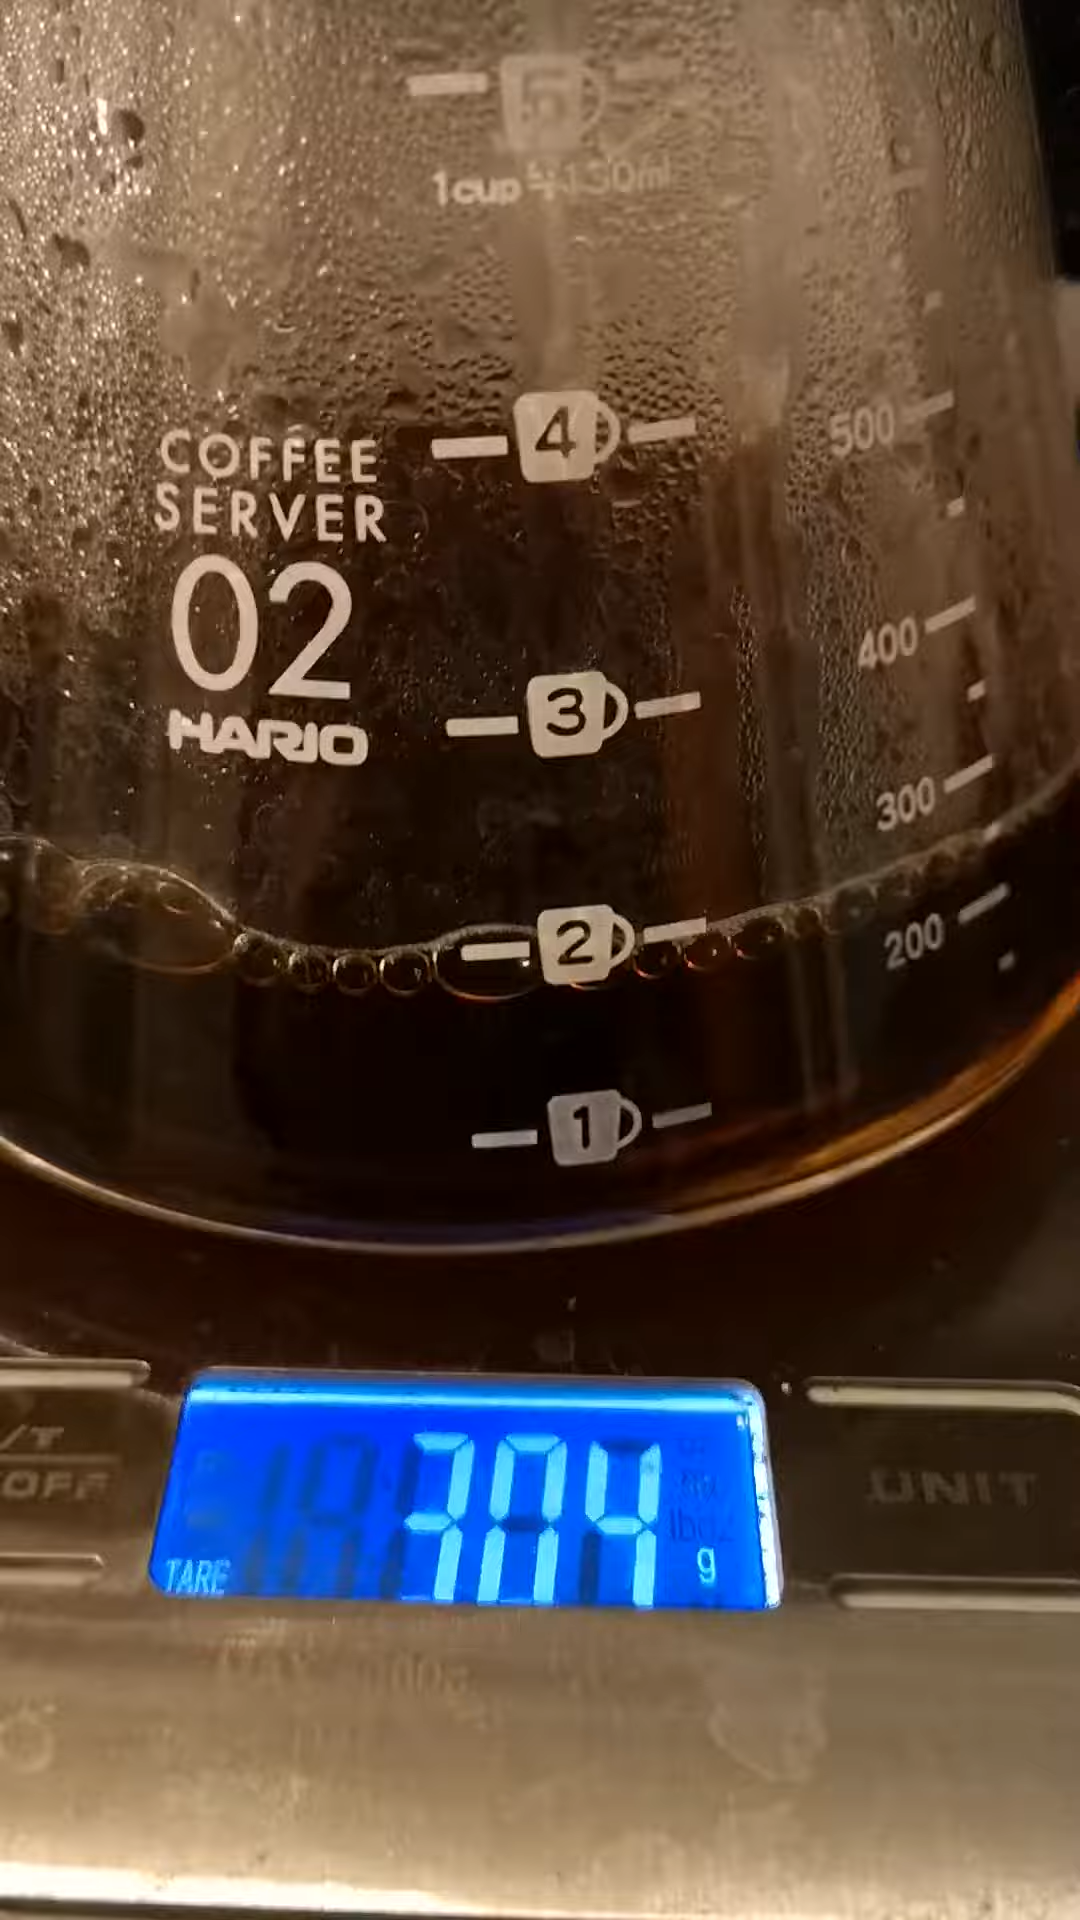 5
1cup≒130ml
4
500
COFFEE
SERVER
02
HARIO
400
3
300
2
200
1
/T
OFF
304
g
TARE
UNIT